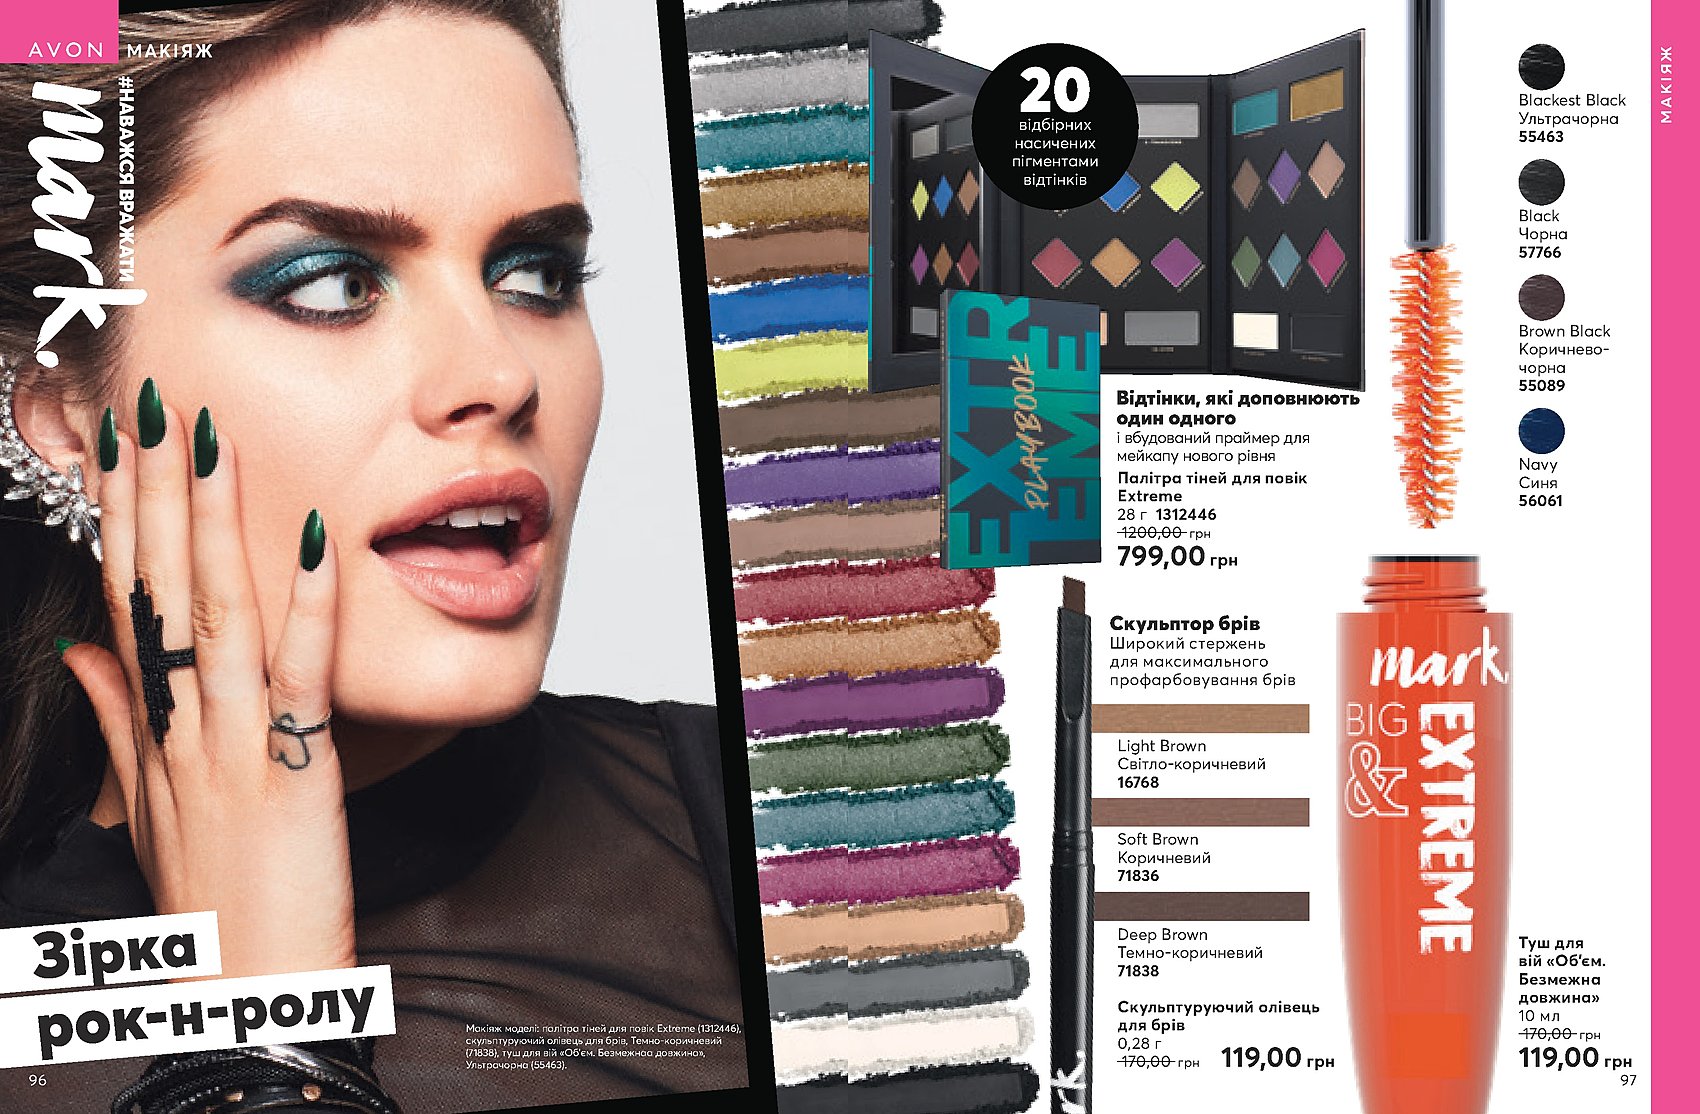 AVON
МАКІЯЖ
mark.
#НАВАЖСЯ ВРАЖАТИ
Зірка
рок-н-ролу
Макіяж моделі: палітра тіней для повік Extreme (1312446),
скульптуруючий олівець для брів, Темно-коричневий
(71838), туш для вій «Об'єм. Безмежнаа довжина»,
Ультрачорна (55463).
96
20
відбірних
насичених
пігментами
відтінків
EXTREME
PLAYBOOK
Відтінки, які доповнюють
один одного
і вбудований праймер для
мейкапу нового рівня
Палітра тіней для повік
Extreme
28 г 1312446
1200,00 грн
799,00 грн
Скульптор брів
Широкий стержень
для максимального
профарбовування брів
Light Brown
Світло-коричневий
16768
Soft Brown
Коричневий
71836
Deep Brown
Темно-коричневий
71838
Скульптуруючий олівець
для брів
0,28 г
170,00 грн 119,00 грн
Blackest Black
Ультрачорна
55463
Black
Чорна
57766
Brown Black
Коричнево-
чорна
55089
Navy
Синя
56061
mark.
BIG
&
EXTREME
Туш для
вій «Об'єм.
Безмежна
довжина»
10 мл
170,00 грн
119,00 грн
97
МАКІЯЖ